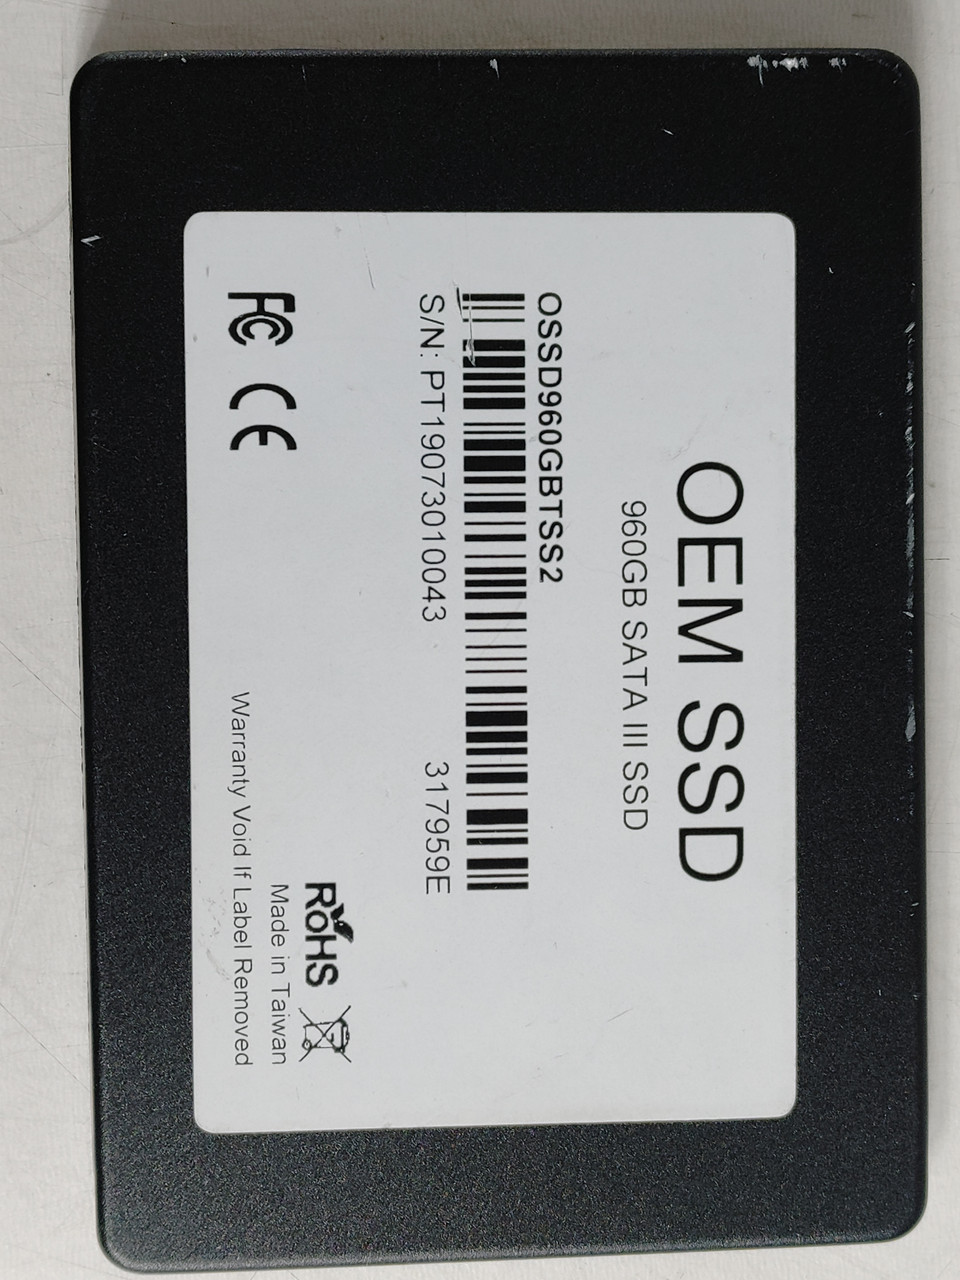 OEM SSD
960GB SATA III SSD
OSSD960GBTSS2
S/N: PT19073010043 317959E
FC CE
RoHS
Made in Taiwan
Warranty Void If Label Removed